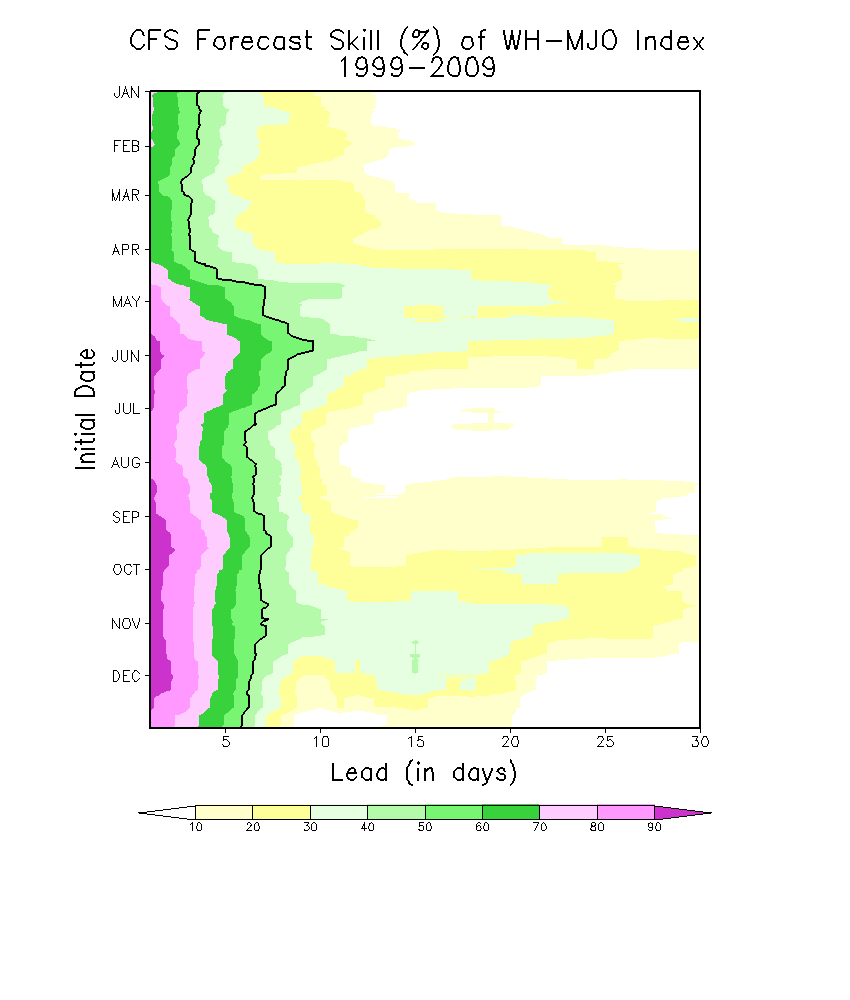 CFS Forecast Skill (%) of WH-MJO Index
1999-2009
JAN
FEB
MAR
APR
MAY
JUN
JUL
AUG
SEP
OCT
NOV
DEC
Initial Date
5 10 15 20 25 30
Lead (in days)
10 20 30 40 50 60 70 80 90